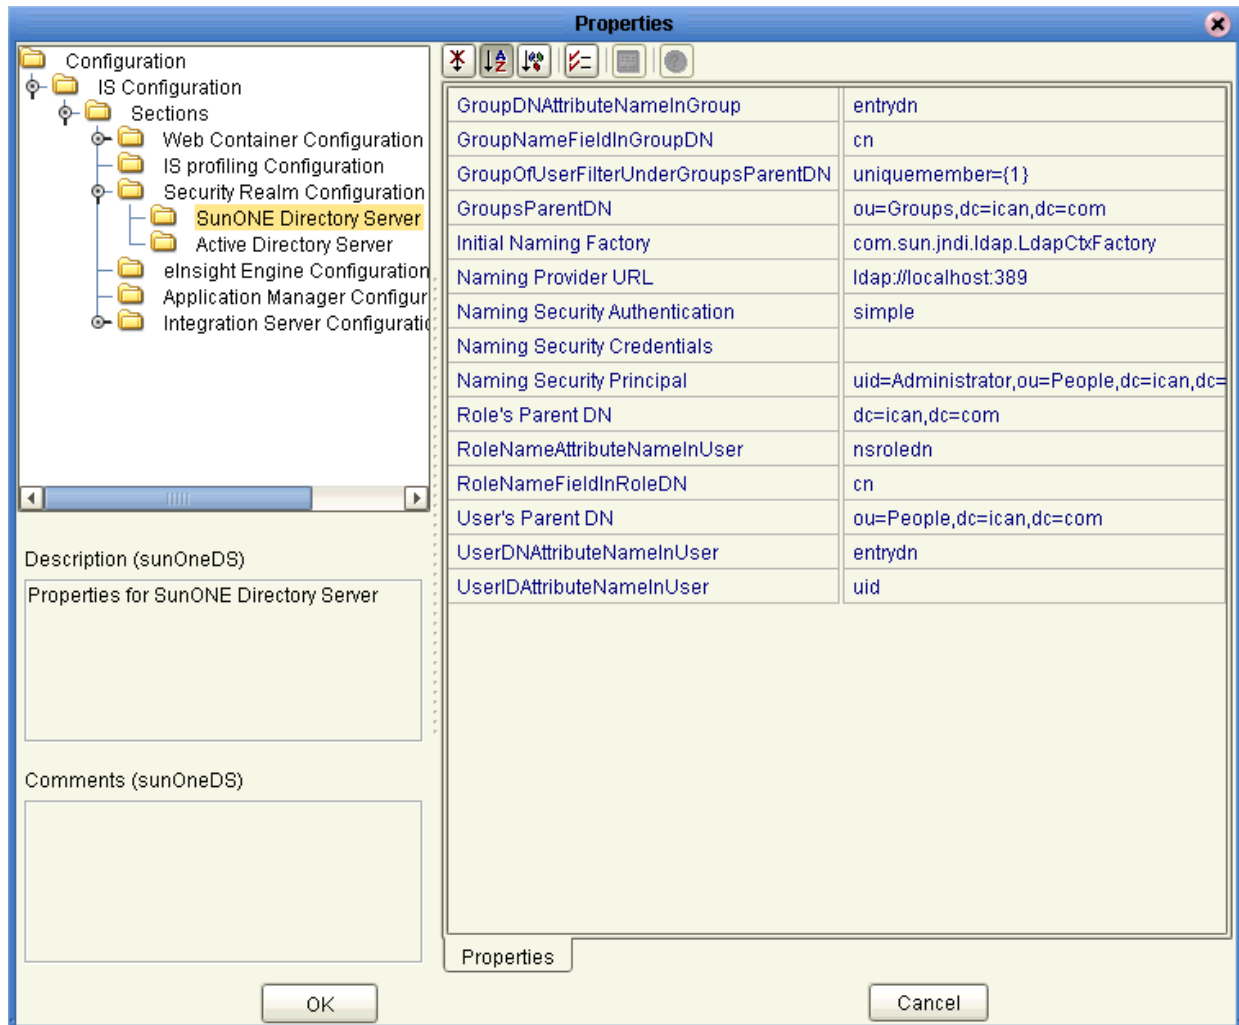 Properties
Configuration
IS Configuration
Sections
Web Container Configuration
IS profiling Configuration
Security Realm Configuration
SunONE Directory Server
Active Directory Server
eInsight Engine Configuration
Application Manager Configur
Integration Server Configuratio
Description (sunOneDS)
Properties for SunONE Directory Server
Comments (sunOneDS)
GroupDNAttributeNameInGroup entrydn
GroupNameFieldInGroupDN cn
GroupOfUserFilterUnderGroupsParentDN uniquemember={1}
GroupsParentDN ou=Groups,dc=ican,dc=com
Initial Naming Factory com.sun.jndi.ldap.LdapCtxFactory
Naming Provider URL ldap://localhost:389
Naming Security Authentication simple
Naming Security Credentials
Naming Security Principal uid=Administrator,ou=People,dc=ican,dc=
Role's Parent DN dc=ican,dc=com
RoleNameAttributeNameInUser nsroledn
RoleNameFieldInRoleDN cn
User's Parent DN ou=People,dc=ican,dc=com
UserDNAttributeNameInUser entrydn
UserIDAttributeNameInUser uid
Properties
OK
Cancel